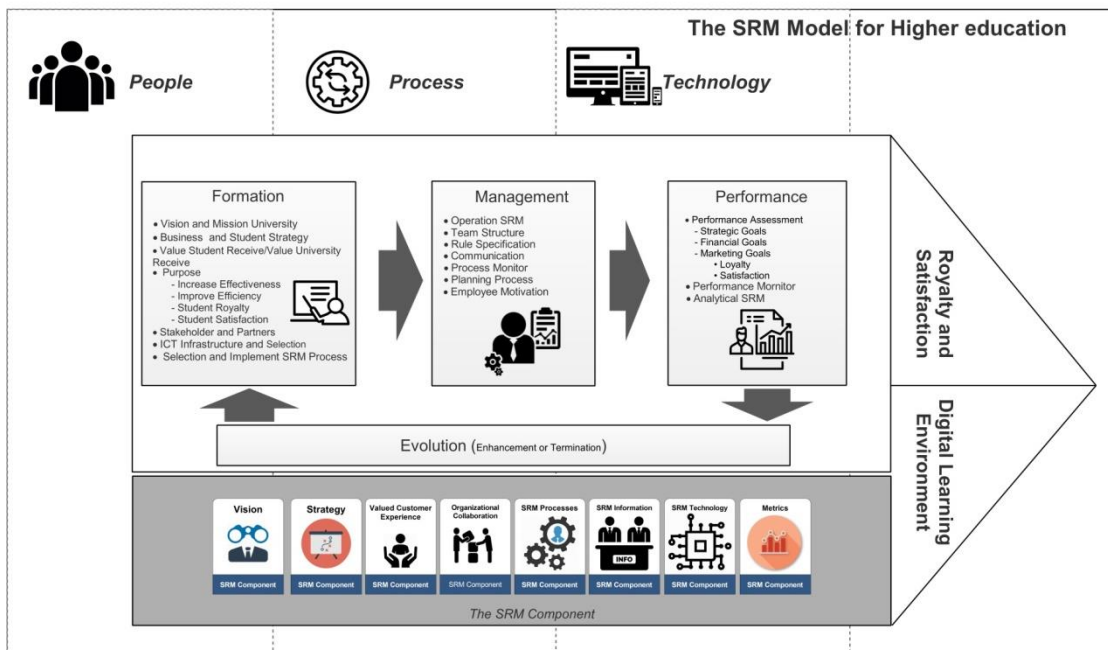 The SRM Model for Higher education
People
Process
Technology
Formation
• Vision and Mission University
• Business and Student Strategy
• Value Student Receive/Value University
Receive
• Purpose
- Increase Effectiveness
- Improve Efficiency
- Student Royalty
- Student Satisfaction
• Stakeholder and Partners
• ICT Infrastructure and Selection
• Selection and Implement SRM Process
Management
• Operation SRM
• Team Structure
• Rule Specification
• Communication
• Process Monitor
• Planning Process
• Employee Motivation
Performance
• Performance Assessment
- Strategic Goals
- Financial Goals
- Marketing Goals
• Loyalty
• Satisfaction
• Performance Mornitor
• Analytical SRM
Evolution (Enhancement or Termination)
Royalty and
Satisfaction
Digital Learning
Environment
Vision
SRM Component
Strategy
SRM Component
Valued Customer
Experience
SRM Component
Organizational
Collaboration
SRM Component
SRM Processes
SRM Component
SRM Information
INFO
SRM Component
SRM Technology
SRM Component
Metrics
SRM Component
The SRM Component